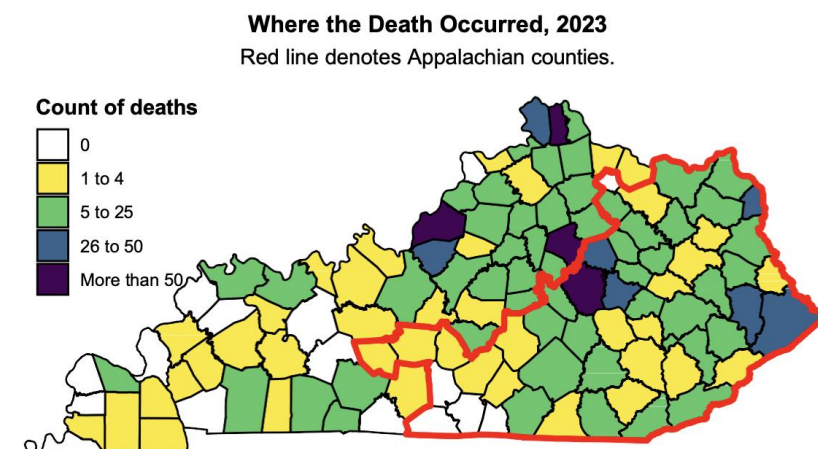 Where the Death Occurred, 2023
Red line denotes Appalachian counties.
Count of deaths
0
1 to 4
5 to 25
26 to 50
More than 50